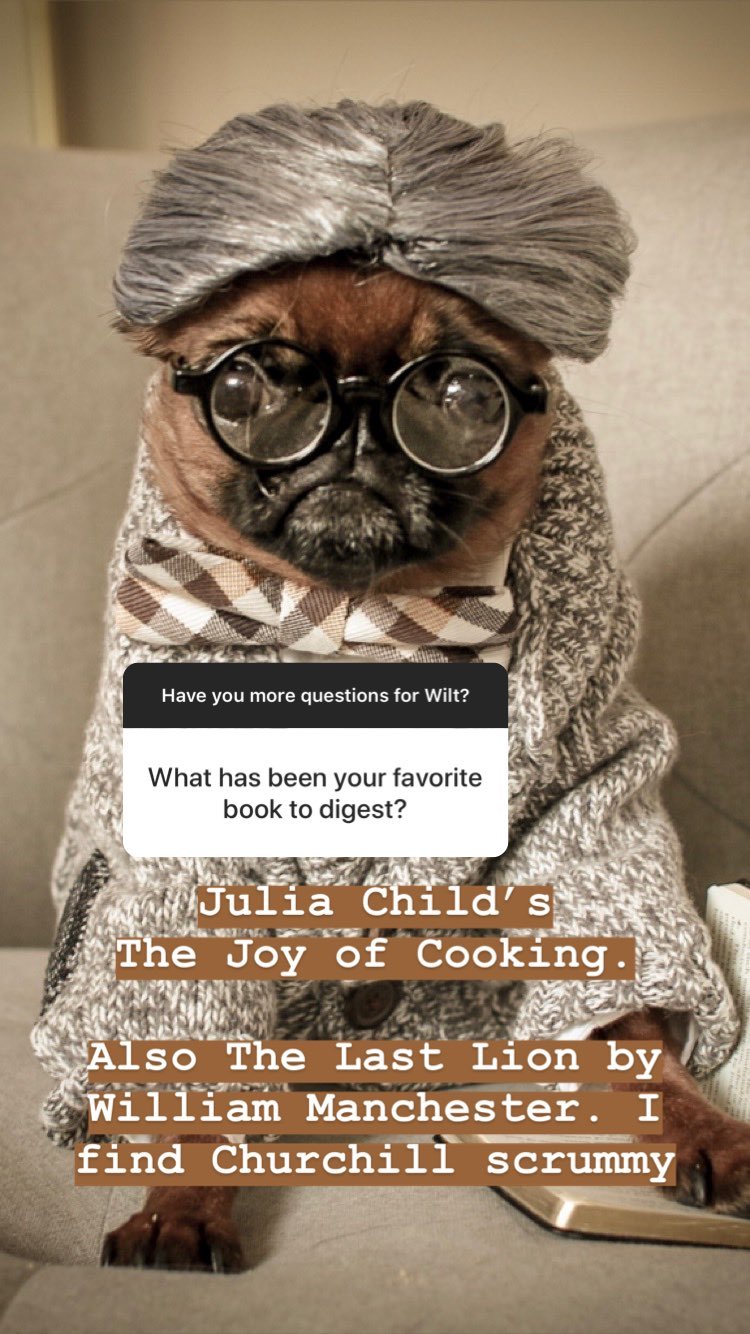 Have you more questions for Wilt?
What has been your favorite
book to digest?
Julia Child’s
The Joy of Cooking.
Also The Last Lion by
William Manchester. I
find Churchill scrummy